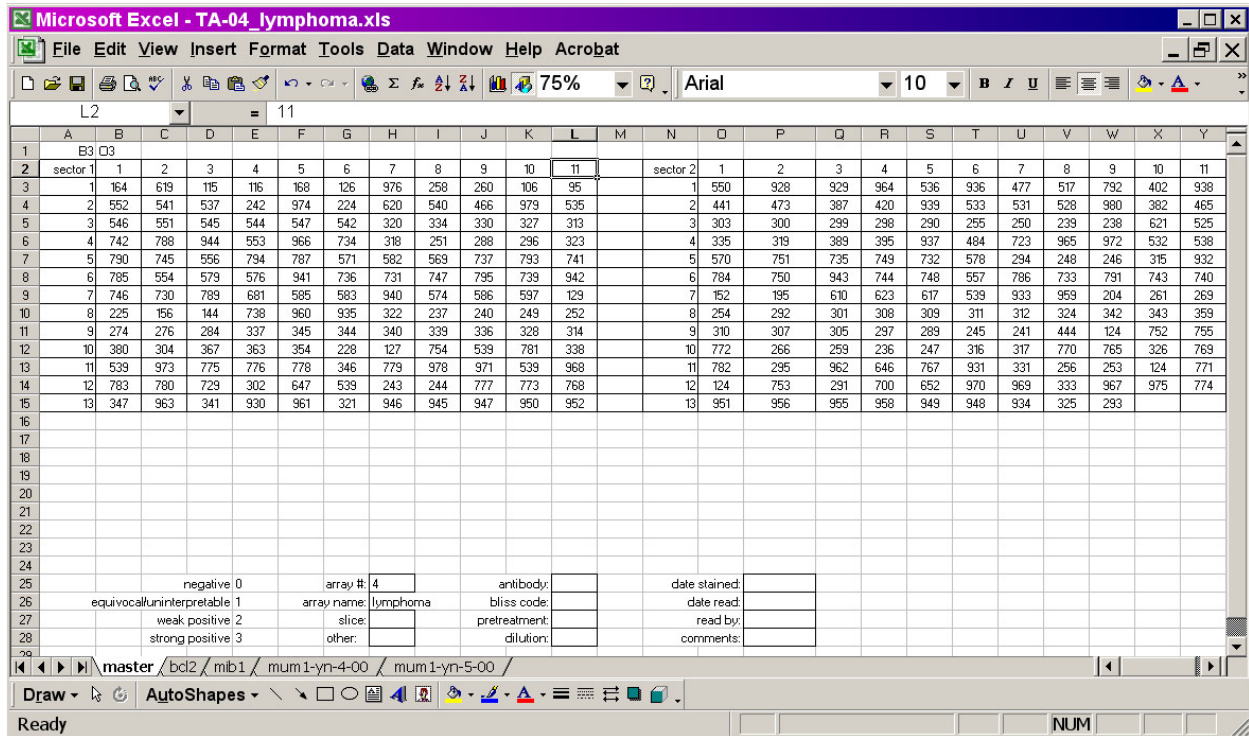 Microsoft Excel - TA-04_lymphoma.xls
File Edit View Insert Format Tools Data Window Help Acrobat
75% Arial 10 B I U A
L2 = 11
A B C D E F G H I J K L M N O P Q R S T U V W X Y
1 B3 O3
2 sector 1 1 2 3 4 5 6 7 8 9 10 11 sector 2 1 2 3 4 5 6 7 8 9 10 11
3 1 164 619 115 116 168 126 976 258 260 106 95 1 550 928 929 964 536 936 477 517 792 402 938
4 2 552 541 537 242 974 224 620 540 466 979 535 2 441 473 387 420 939 533 531 528 980 382 465
5 3 546 551 545 544 547 542 320 334 330 327 313 3 303 300 299 298 290 255 250 239 238 621 525
6 4 742 788 944 553 966 734 318 251 288 296 323 4 335 319 389 395 937 484 723 965 972 532 538
7 5 790 745 556 794 787 571 582 569 737 793 741 5 570 751 735 749 732 578 294 248 246 315 932
8 6 785 554 579 576 941 736 731 747 795 739 942 6 784 750 943 744 748 557 786 733 791 743 740
9 7 746 730 789 681 585 583 940 574 586 597 129 7 152 195 610 623 617 539 933 959 204 261 269
10 8 225 156 144 738 960 935 322 237 240 249 252 8 254 292 301 308 309 311 312 324 342 343 359
11 9 274 276 284 337 345 344 340 339 336 328 314 9 310 307 305 297 289 245 241 444 124 752 755
12 10 380 304 367 363 354 228 127 754 539 781 338 10 772 266 259 236 247 316 317 770 765 326 769
13 11 539 973 775 776 778 346 779 978 971 539 968 11 782 295 962 646 767 931 331 256 253 124 771
14 12 783 780 729 302 647 539 243 244 777 773 768 12 124 753 291 700 652 970 969 333 967 975 774
15 13 347 963 341 930 961 321 946 945 947 950 952 13 951 956 955 958 949 948 934 325 293
16
17
18
19
20
21
22
23
24
25 negative 0 array #: 4 antibody: date stained:
26 equivocal/uninterpretable 1 array name: lymphoma bliss code: date read:
27 weak positive 2 slice: pretreatment: read by:
28 strong positive 3 other: dilution: comments:
29
master bcl2 mib1 mum1-yn-4-00 mum1-yn-5-00
Draw AutoShapes A
Ready NUM